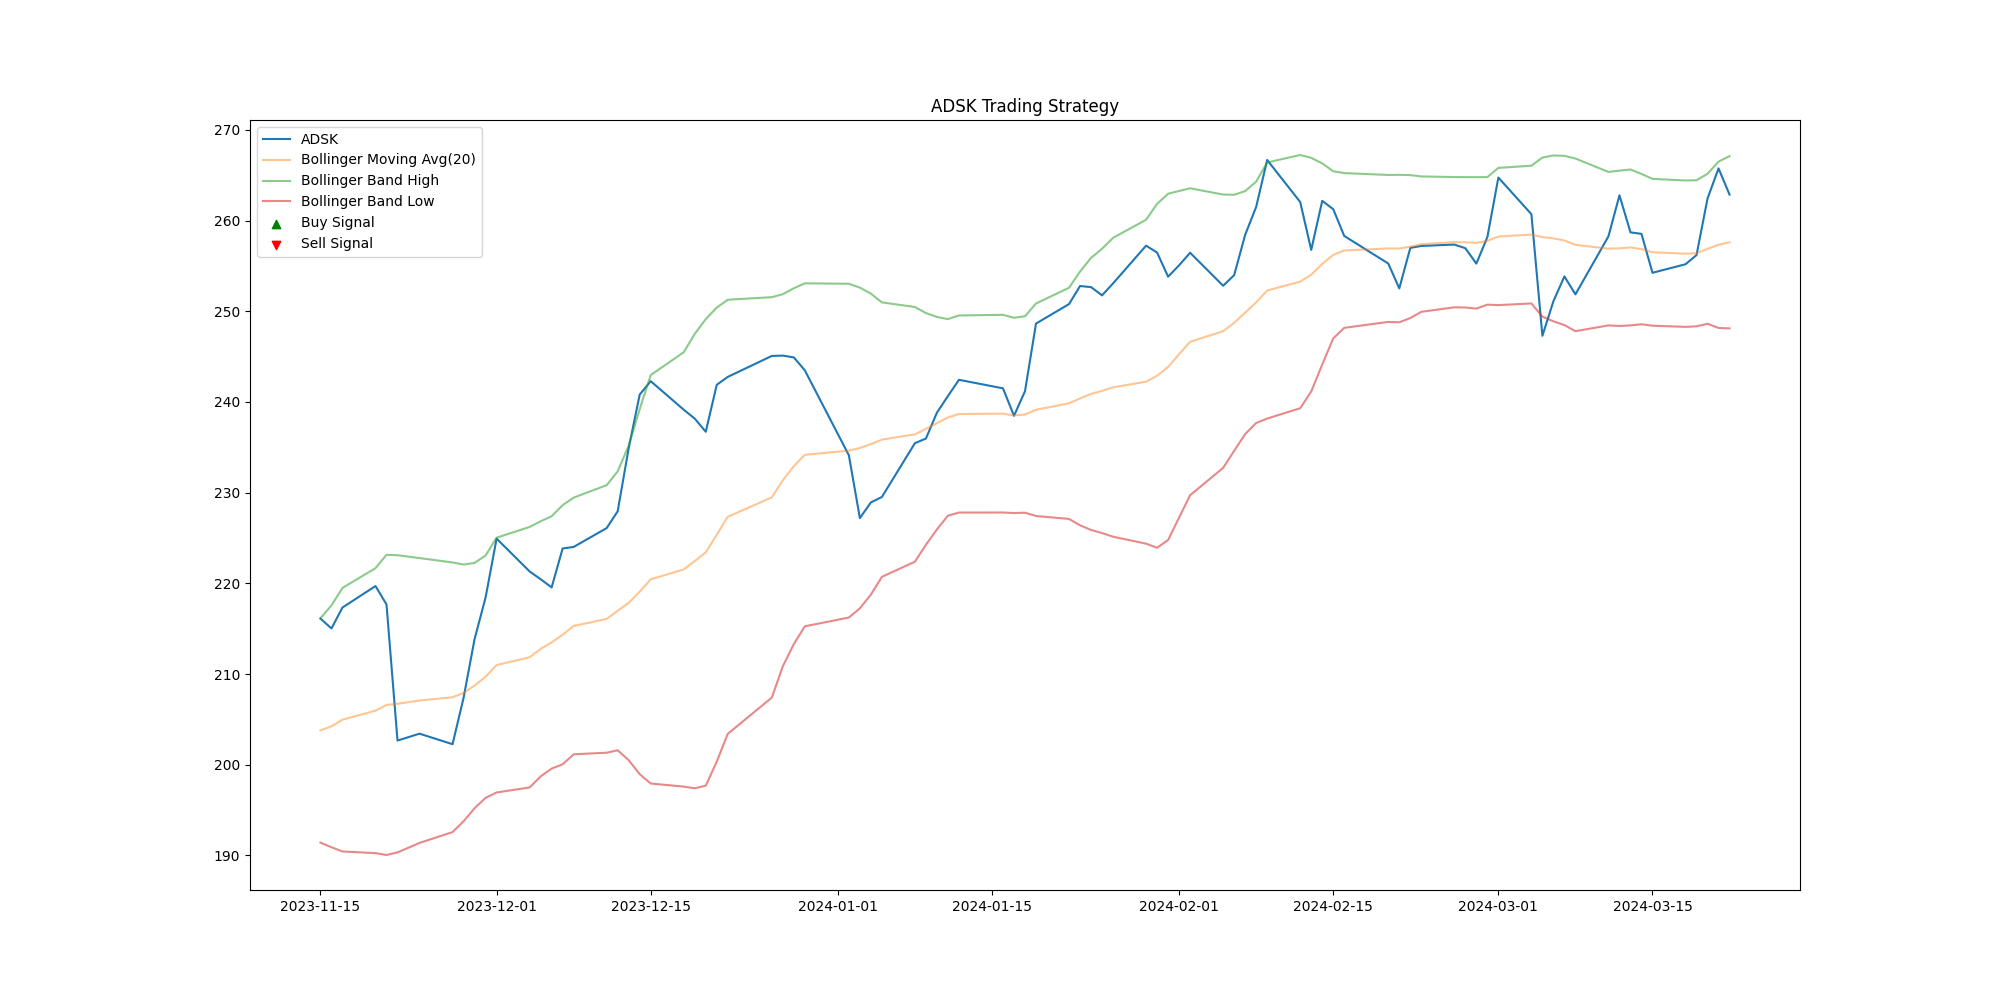 ADSK Trading Strategy
ADSK
Bollinger Moving Avg(20)
Bollinger Band High
Bollinger Band Low
Buy Signal
Sell Signal
270
260
250
240
230
220
210
200
190
2023-11-15 2023-12-01 2023-12-15 2024-01-01 2024-01-15 2024-02-01 2024-02-15 2024-03-01 2024-03-15